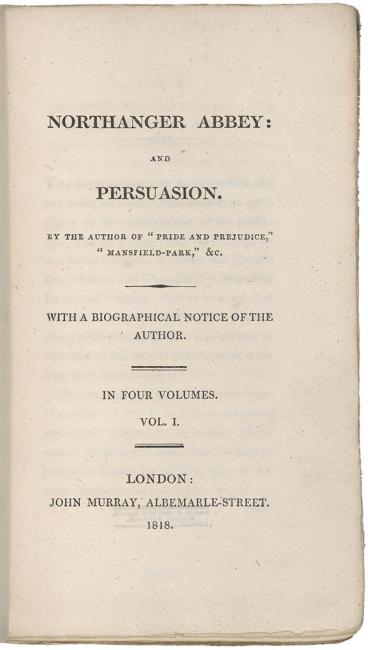 NORTHANGER ABBEY:
AND
PERSUASION.
BY THE AUTHOR OF “ PRIDE AND PREJUDICE,”
“ MANSFIELD-PARK,” &C.
WITH A BIOGRAPHICAL NOTICE OF THE
AUTHOR.
IN FOUR VOLUMES.
VOL. I.
LONDON:
JOHN MURRAY, ALBEMARLE-STREET.
1818.